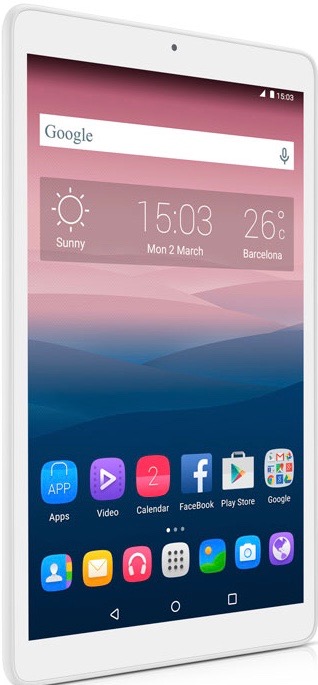 15:03
Google
15:03
26°c
Sunny
Mon 2 March
Barcelona
APP
2
Apps
Video
Calendar
FaceBook
Play Store
Google